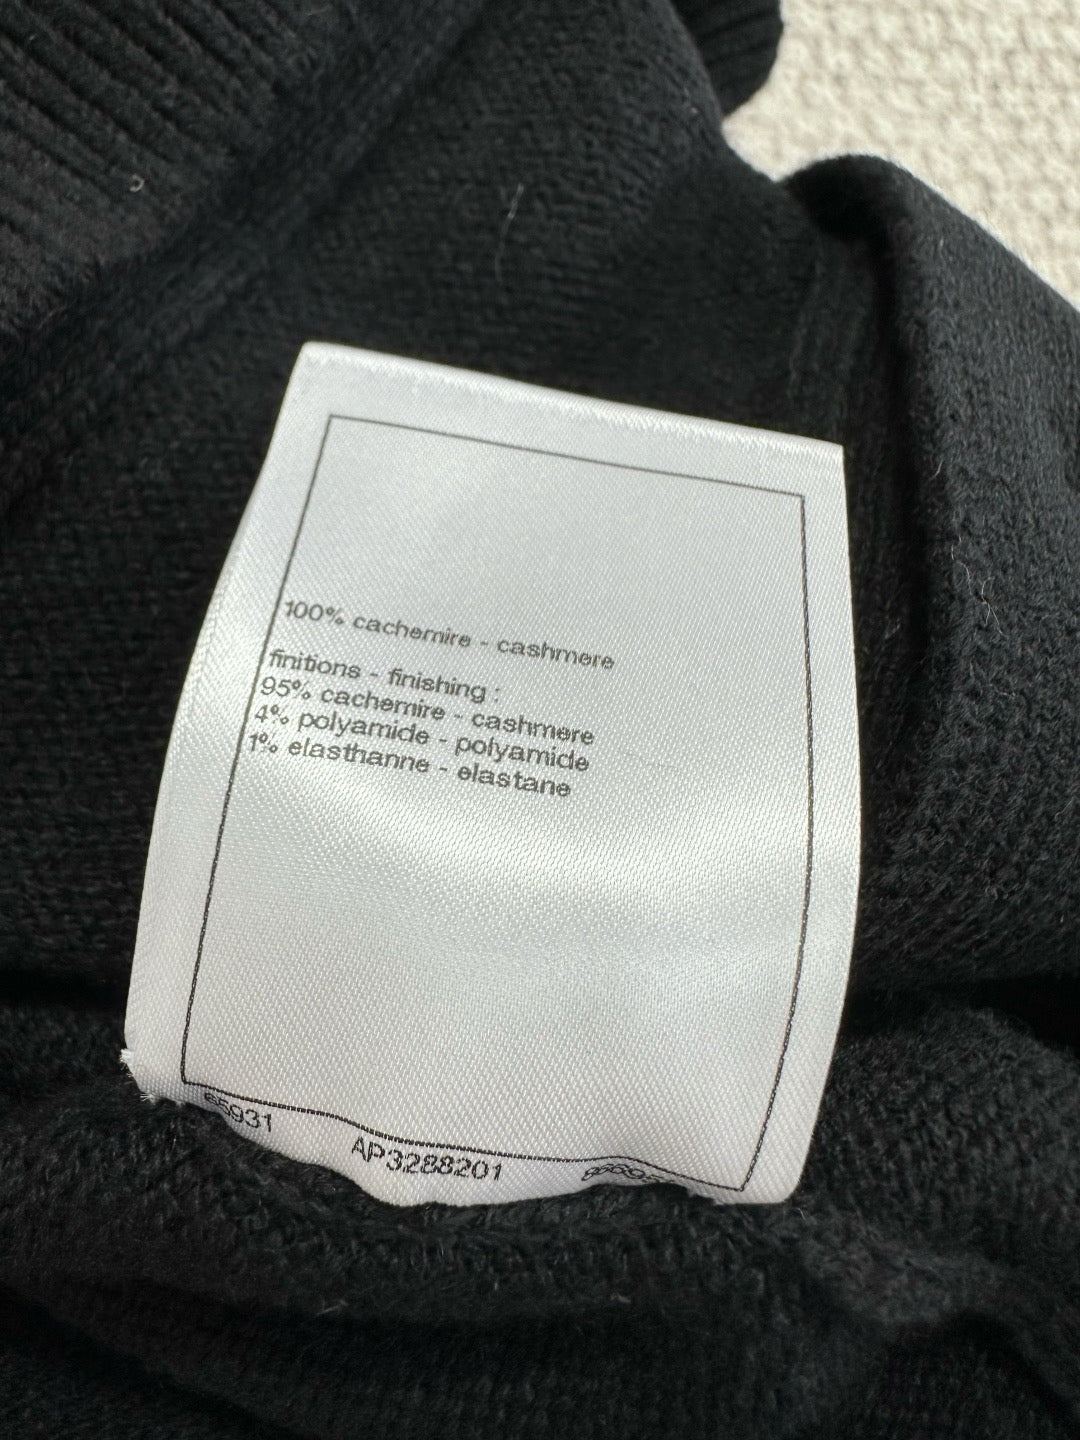 100% cachemire - cashmere
finitions - finishing :
95% cachemire - cashmere
4% polyamide - polyamide
1% elasthanne - elastane
65931
AP3288201